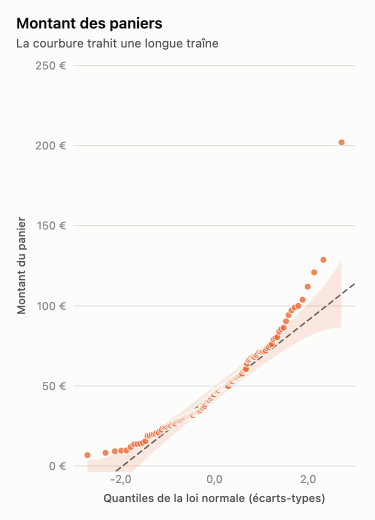 Montant des paniers
La courbure trahit une longue traîne
250 €
200 €
150 €
100 €
50 €
0 €
Montant du panier
−2,0
0,0
2,0
Quantiles de la loi normale (écarts-types)